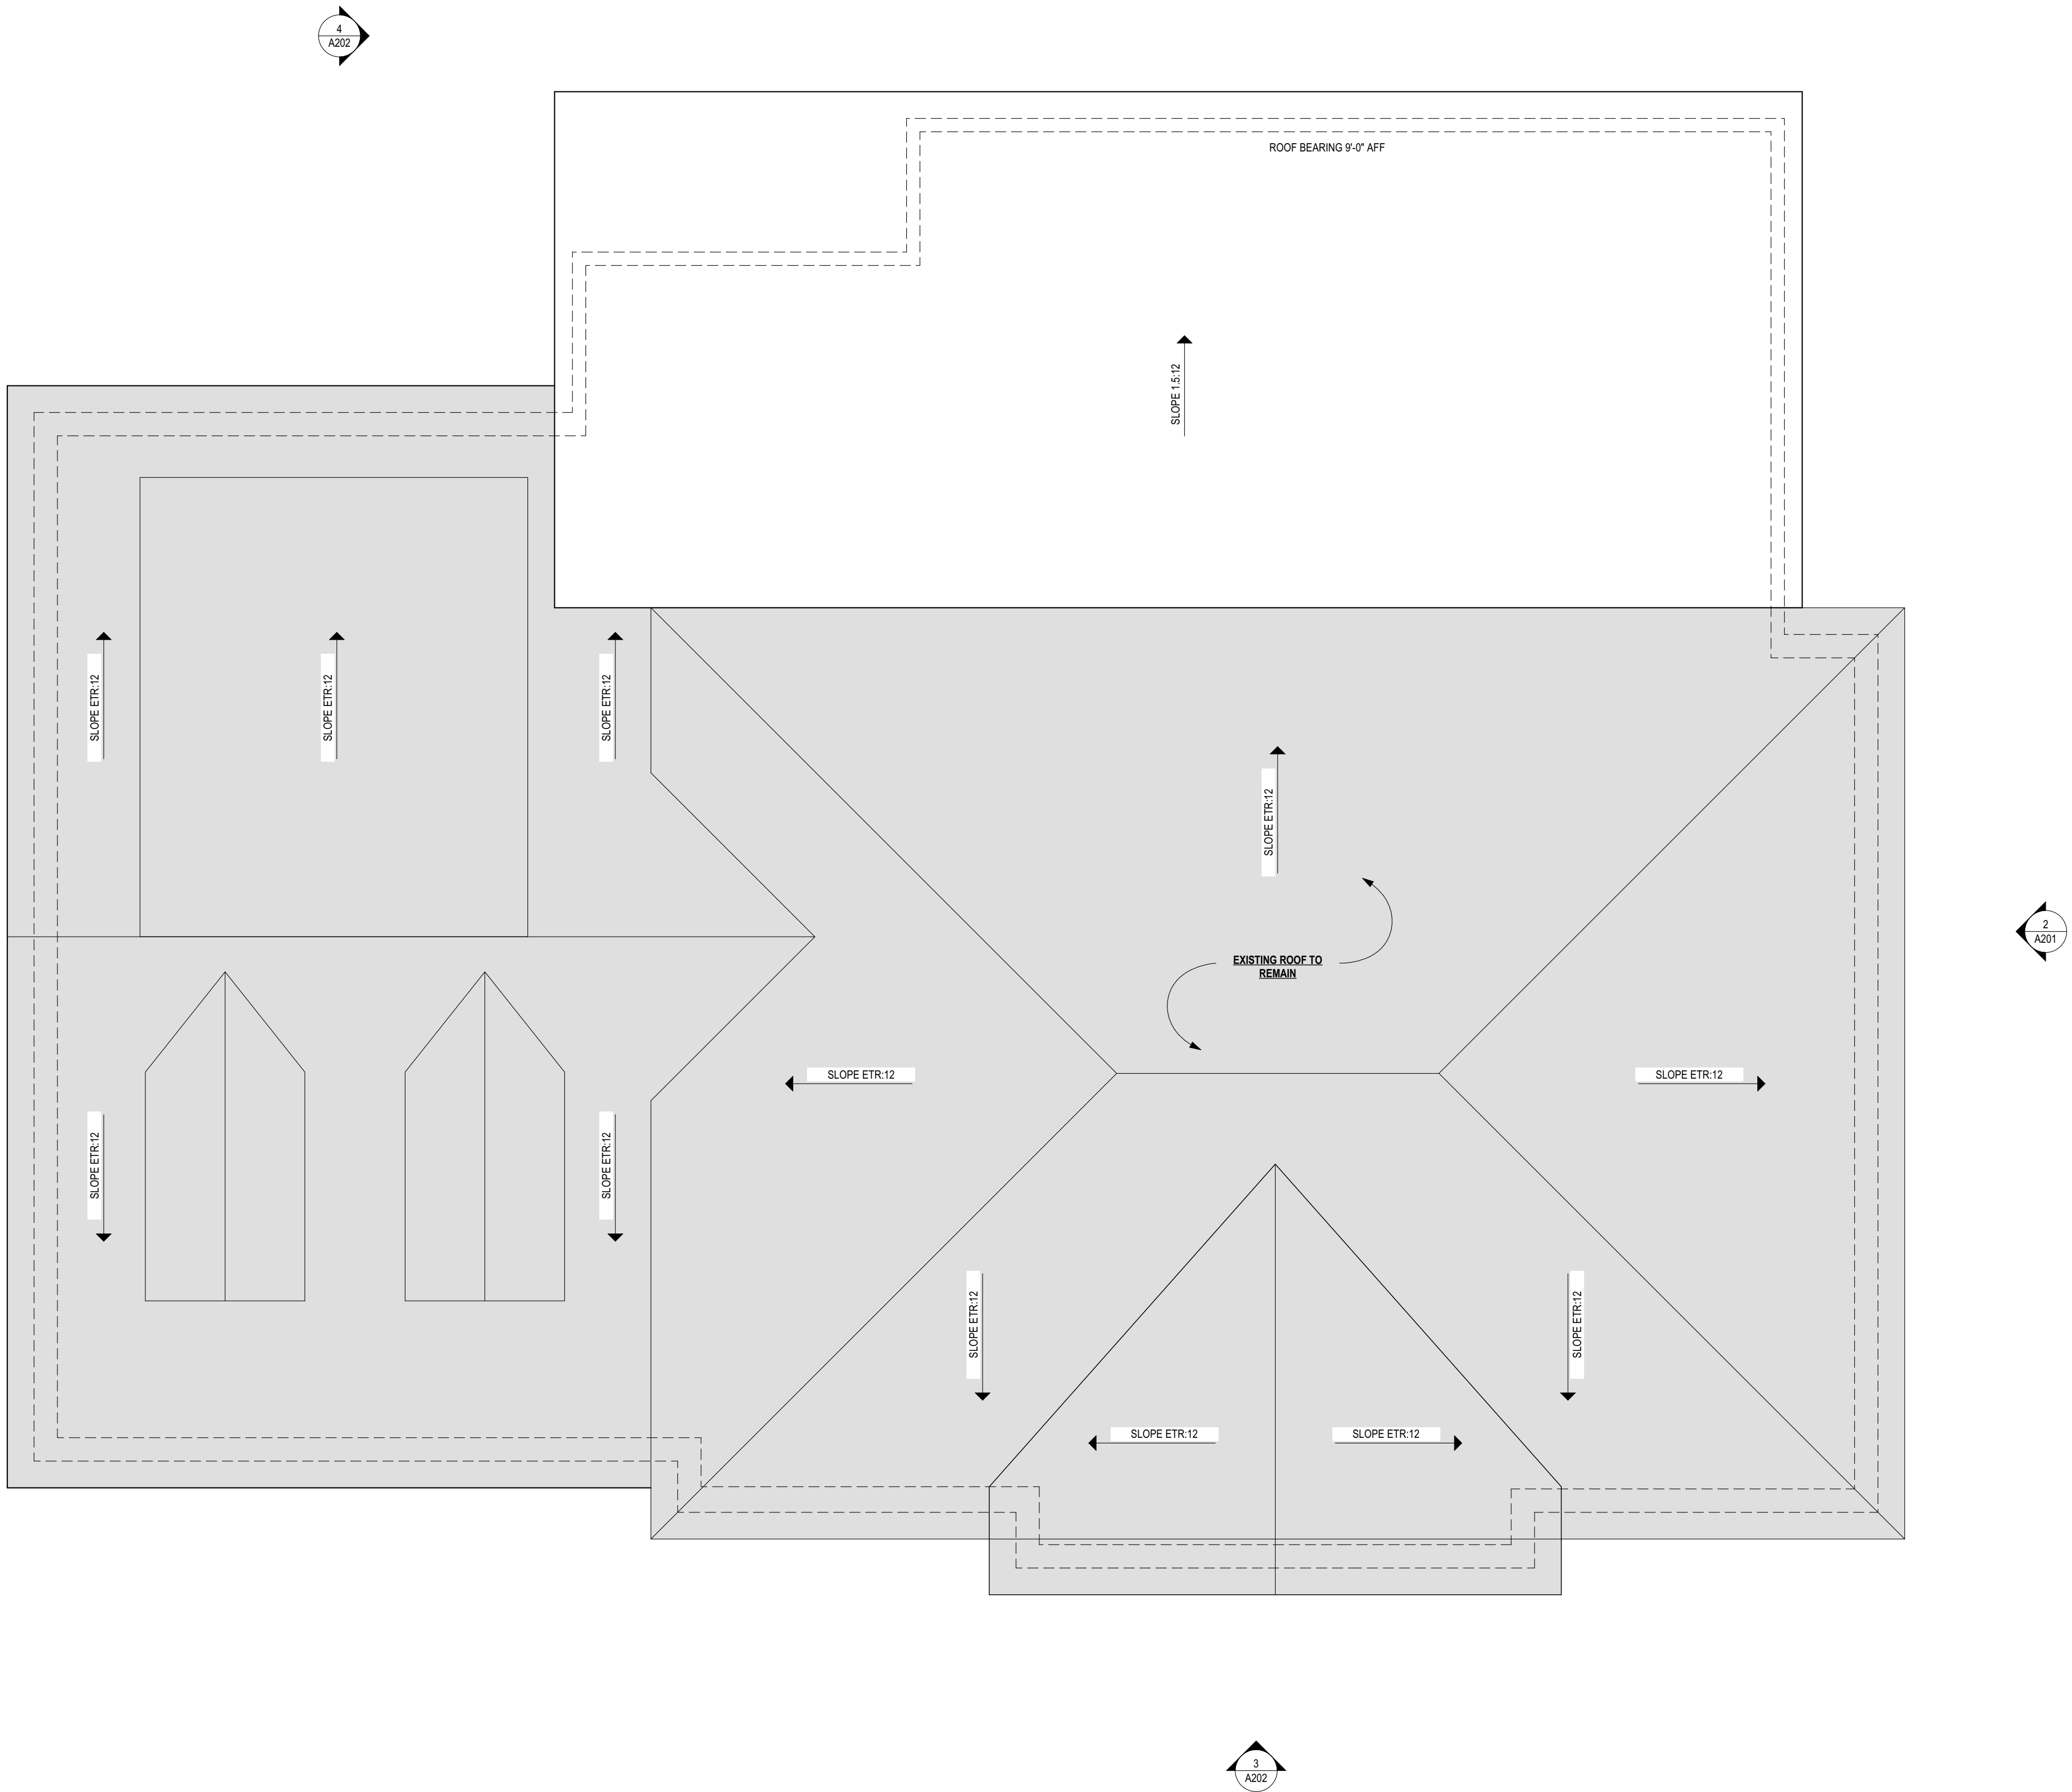 4
A202
ROOF BEARING 9'-0" AFF
SLOPE 1.5:12
SLOPE ETR:12
SLOPE ETR:12
SLOPE ETR:12
SLOPE ETR:12
2
A201
EXISTING ROOF TO
REMAIN
SLOPE ETR:12
SLOPE ETR:12
SLOPE ETR:12
SLOPE ETR:12
SLOPE ETR:12
SLOPE ETR:12
SLOPE ETR:12
SLOPE ETR:12
3
A202